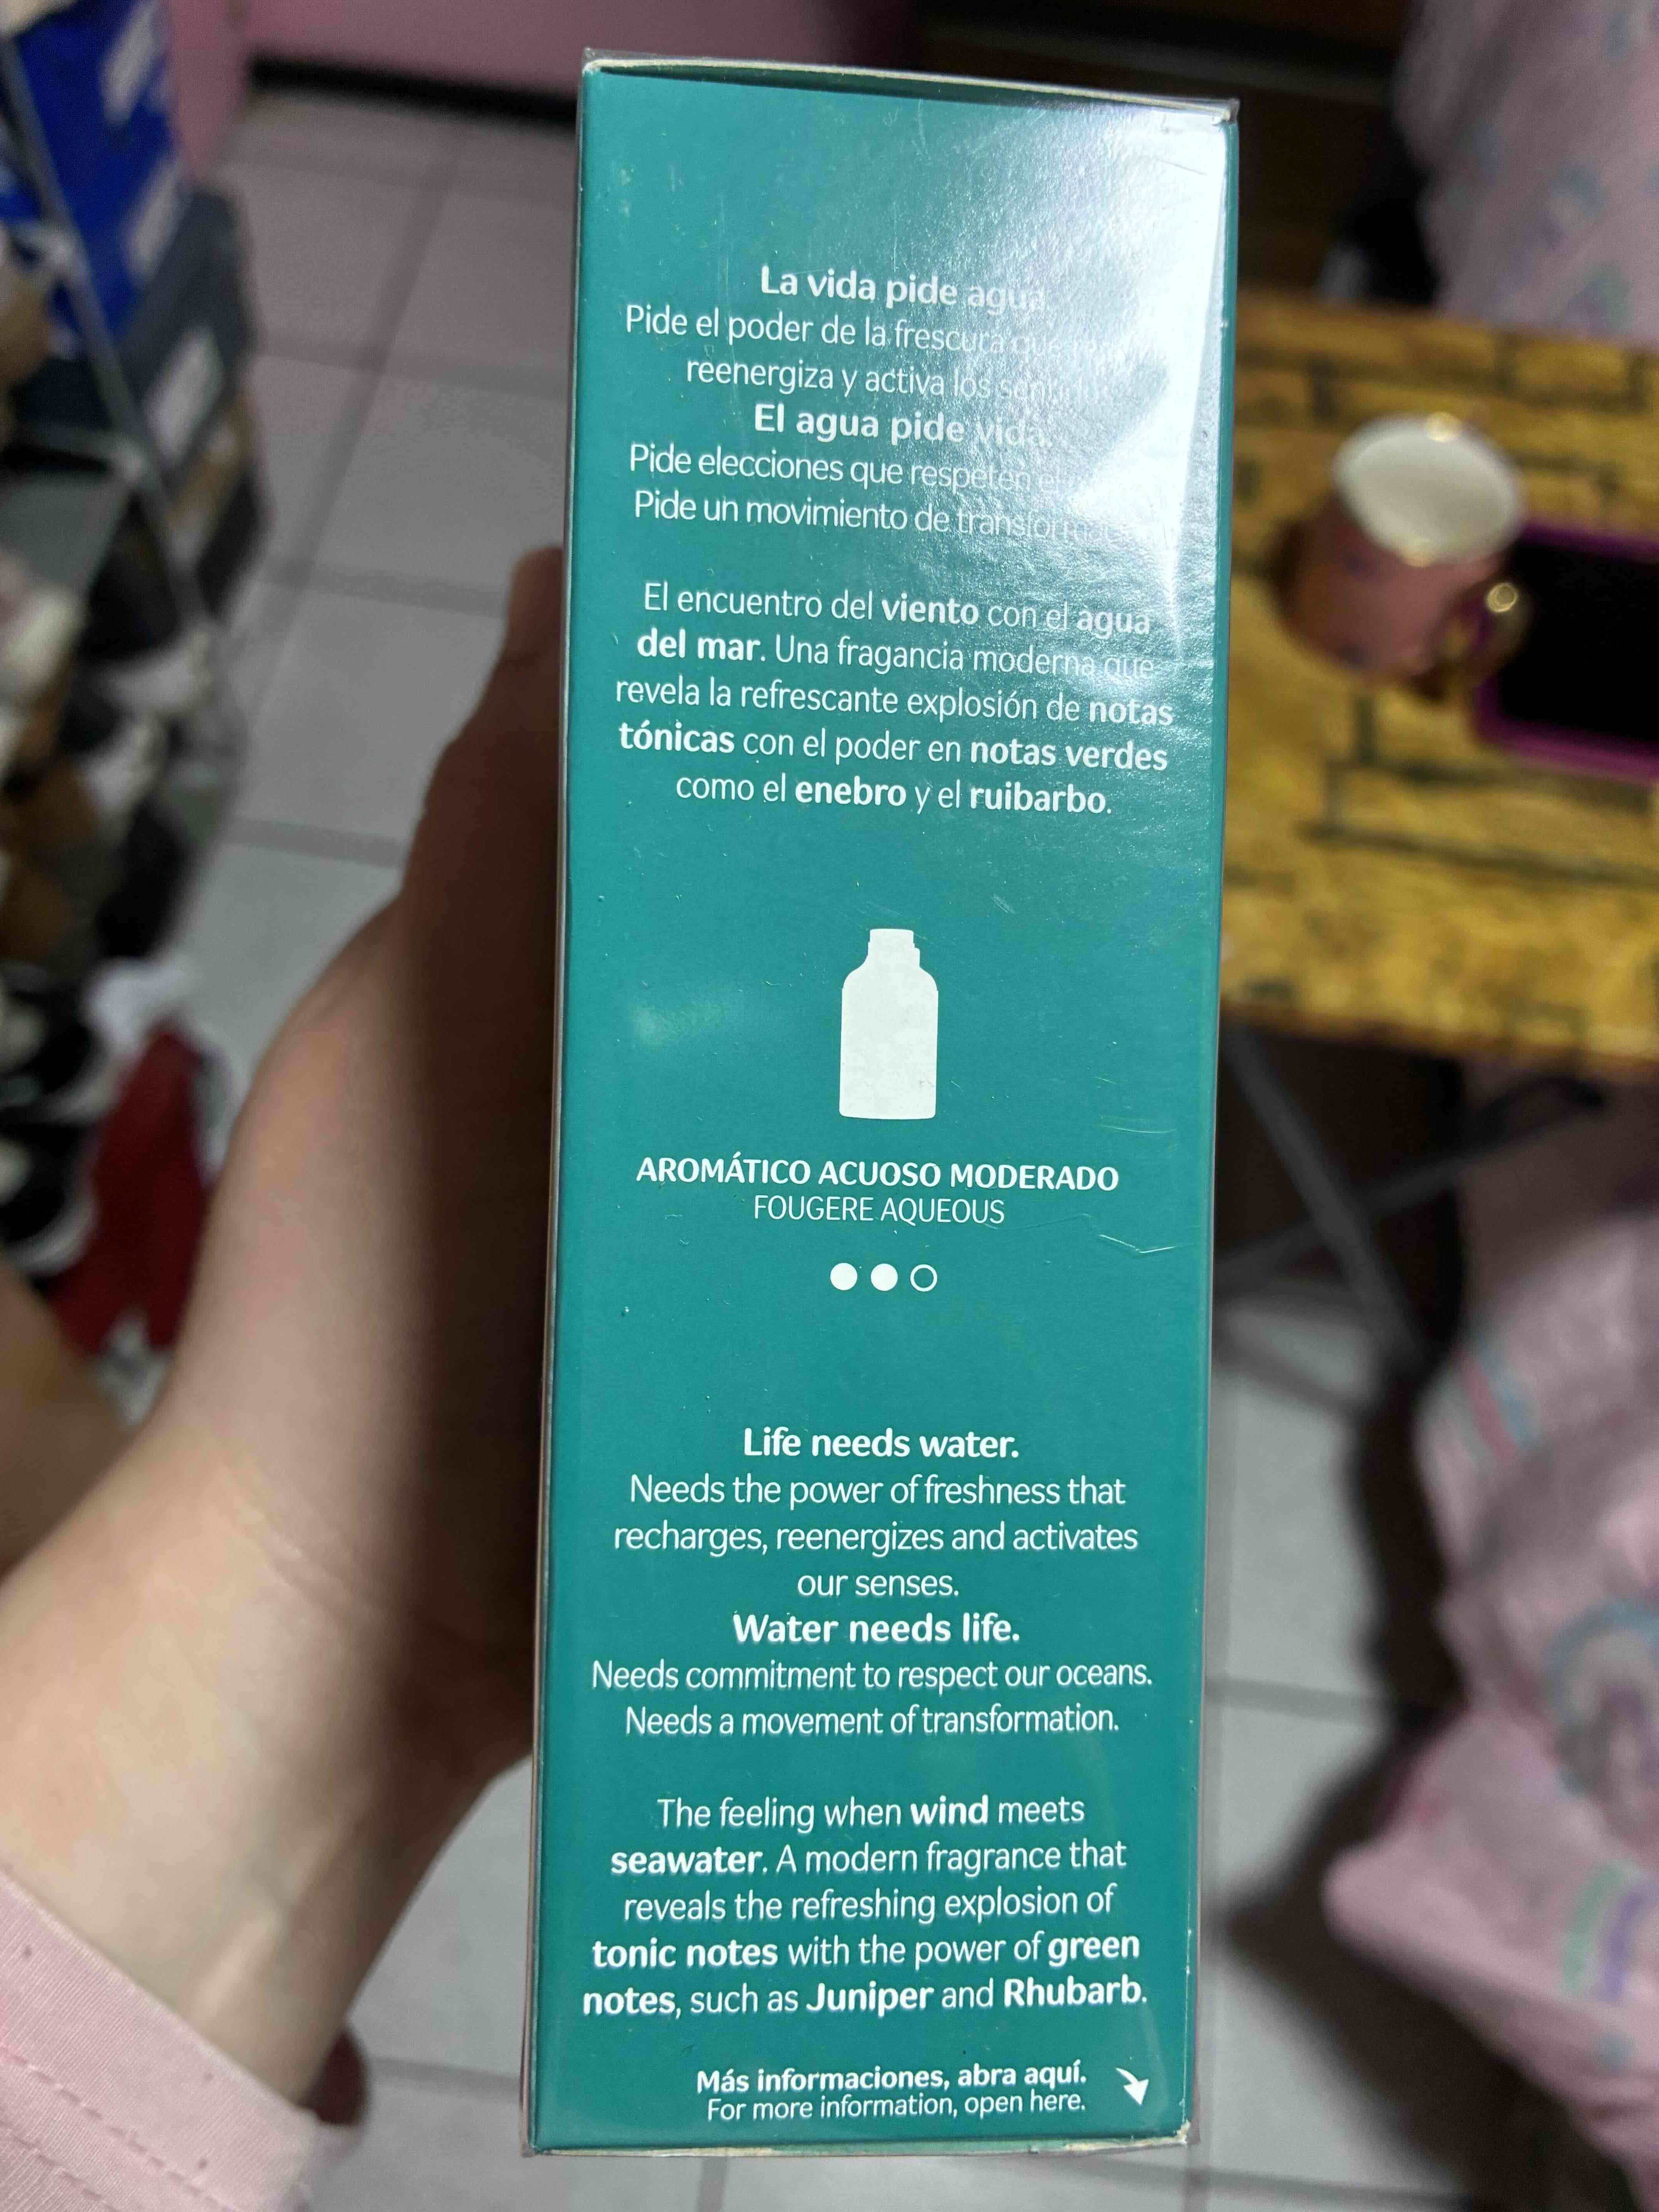 La vida pide agua.
Pide el poder de la frescura que
reenergiza y activa los
El agua pide vida.
Pide elecciones que respeten
Pide un movimiento de
El encuentro del viento con el agua
del mar. Una fragancia moderna que
revela la refrescante explosión de notas
tónicas con el poder en notas verdes
como el enebro y el ruibarbo.
AROMÁTICO ACUOSO MODERADO
FOUGERE AQUEOUS
Life needs water.
Needs the power of freshness that
recharges, reenergizes and activates
our senses.
Water needs life.
Needs commitment to respect our oceans.
Needs a movement of transformation.
The feeling when wind meets
seawater. A modern fragrance that
reveals the refreshing explosion of
tonic notes with the power of green
notes, such as Juniper and Rhubarb.
Más informaciones, abra aquí.
For more information, open here.